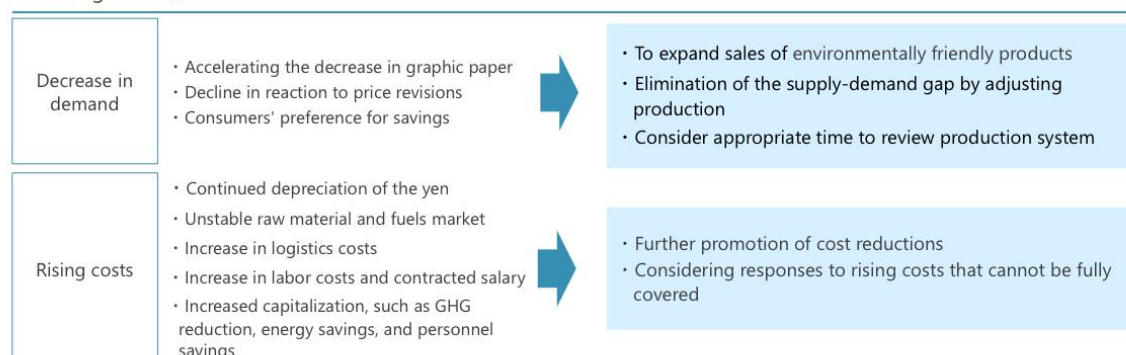 Decrease in
demand
・Accelerating the decrease in graphic paper
・Decline in reaction to price revisions
・Consumers' preference for savings
・To expand sales of environmentally friendly products
・Elimination of the supply-demand gap by adjusting
production
・Consider appropriate time to review production system
Rising costs
・Continued depreciation of the yen
・Unstable raw material and fuels market
・Increase in logistics costs
・Increase in labor costs and contracted salary
・Increased capitalization, such as GHG
reduction, energy savings, and personnel
savings
・Further promotion of cost reductions
・Considering responses to rising costs that cannot be fully
covered